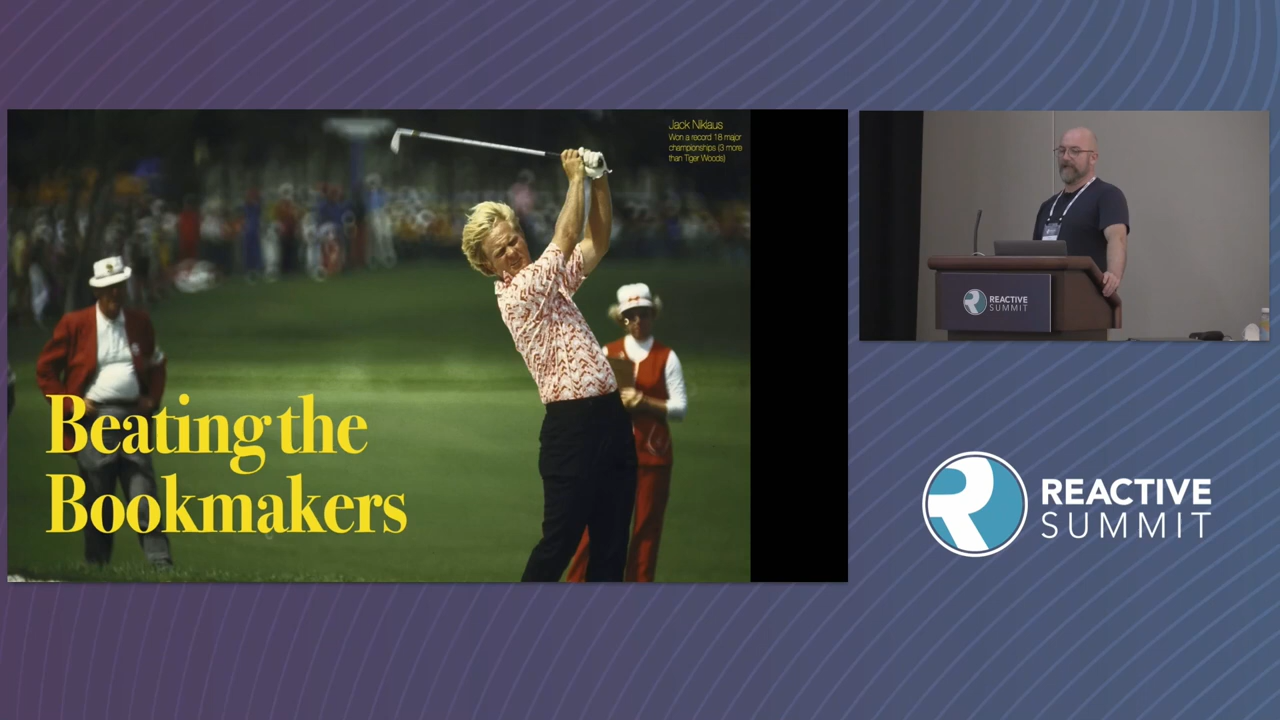 Jack Niklaus
Won a record 18 major
championships (3 more
than Tiger Woods)
Beating the
Bookmakers
REACTIVE
SUMMIT
REACTIVE
SUMMIT